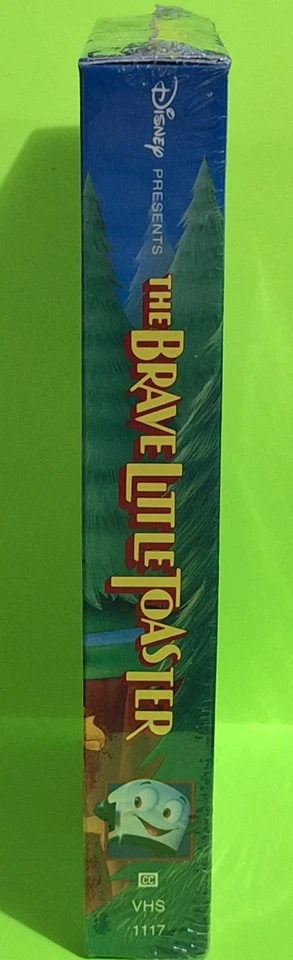 Disney PRESENTS
THE BRAVE LITTLE TOASTER
CC
VHS
1117